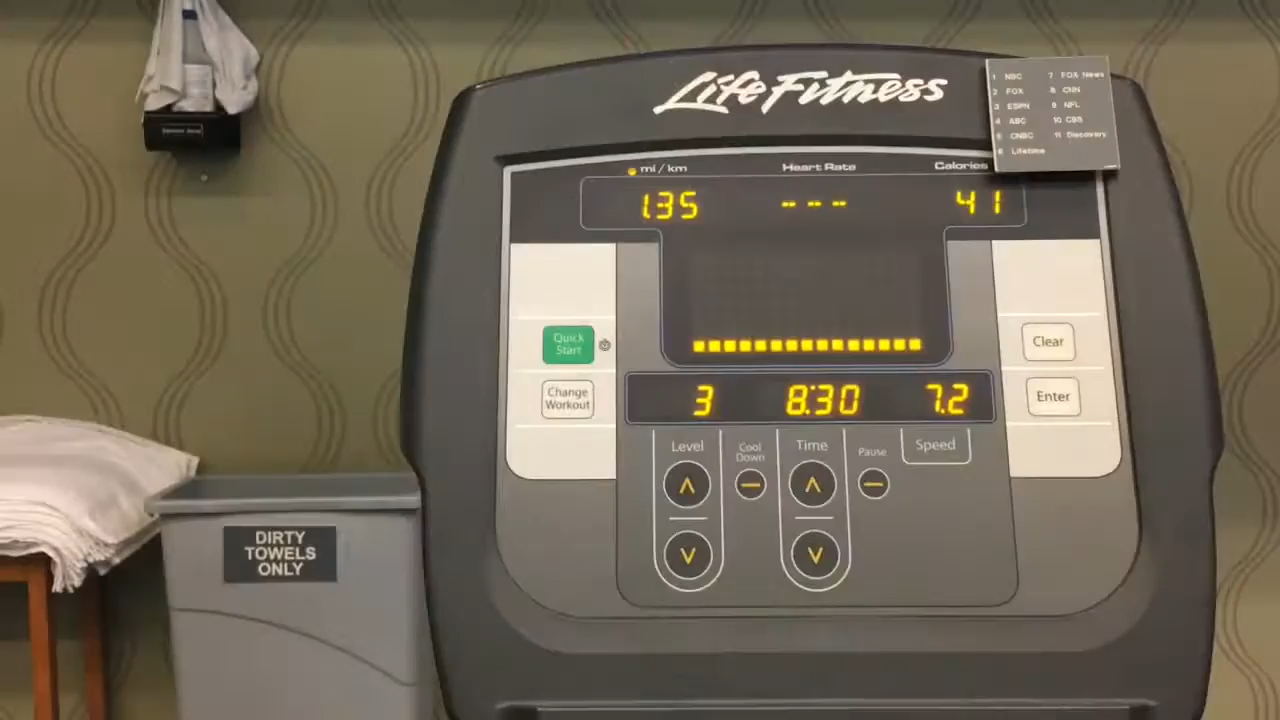 Life Fitness
1 NBC 7 FOX News
2 FOX 8 CNN
3 ESPN 9 NFL
4 ABC 10 CBS
5 CNBC 11 Discovery
6 Lifetime
mi / km Heart Rate Calories
1.35 --- 41
Quick
Start
Clear
Change
Workout
Enter
3 8:30 7.2
Level
Cool
Down
Time
Pause
Speed
DIRTY
TOWELS
ONLY